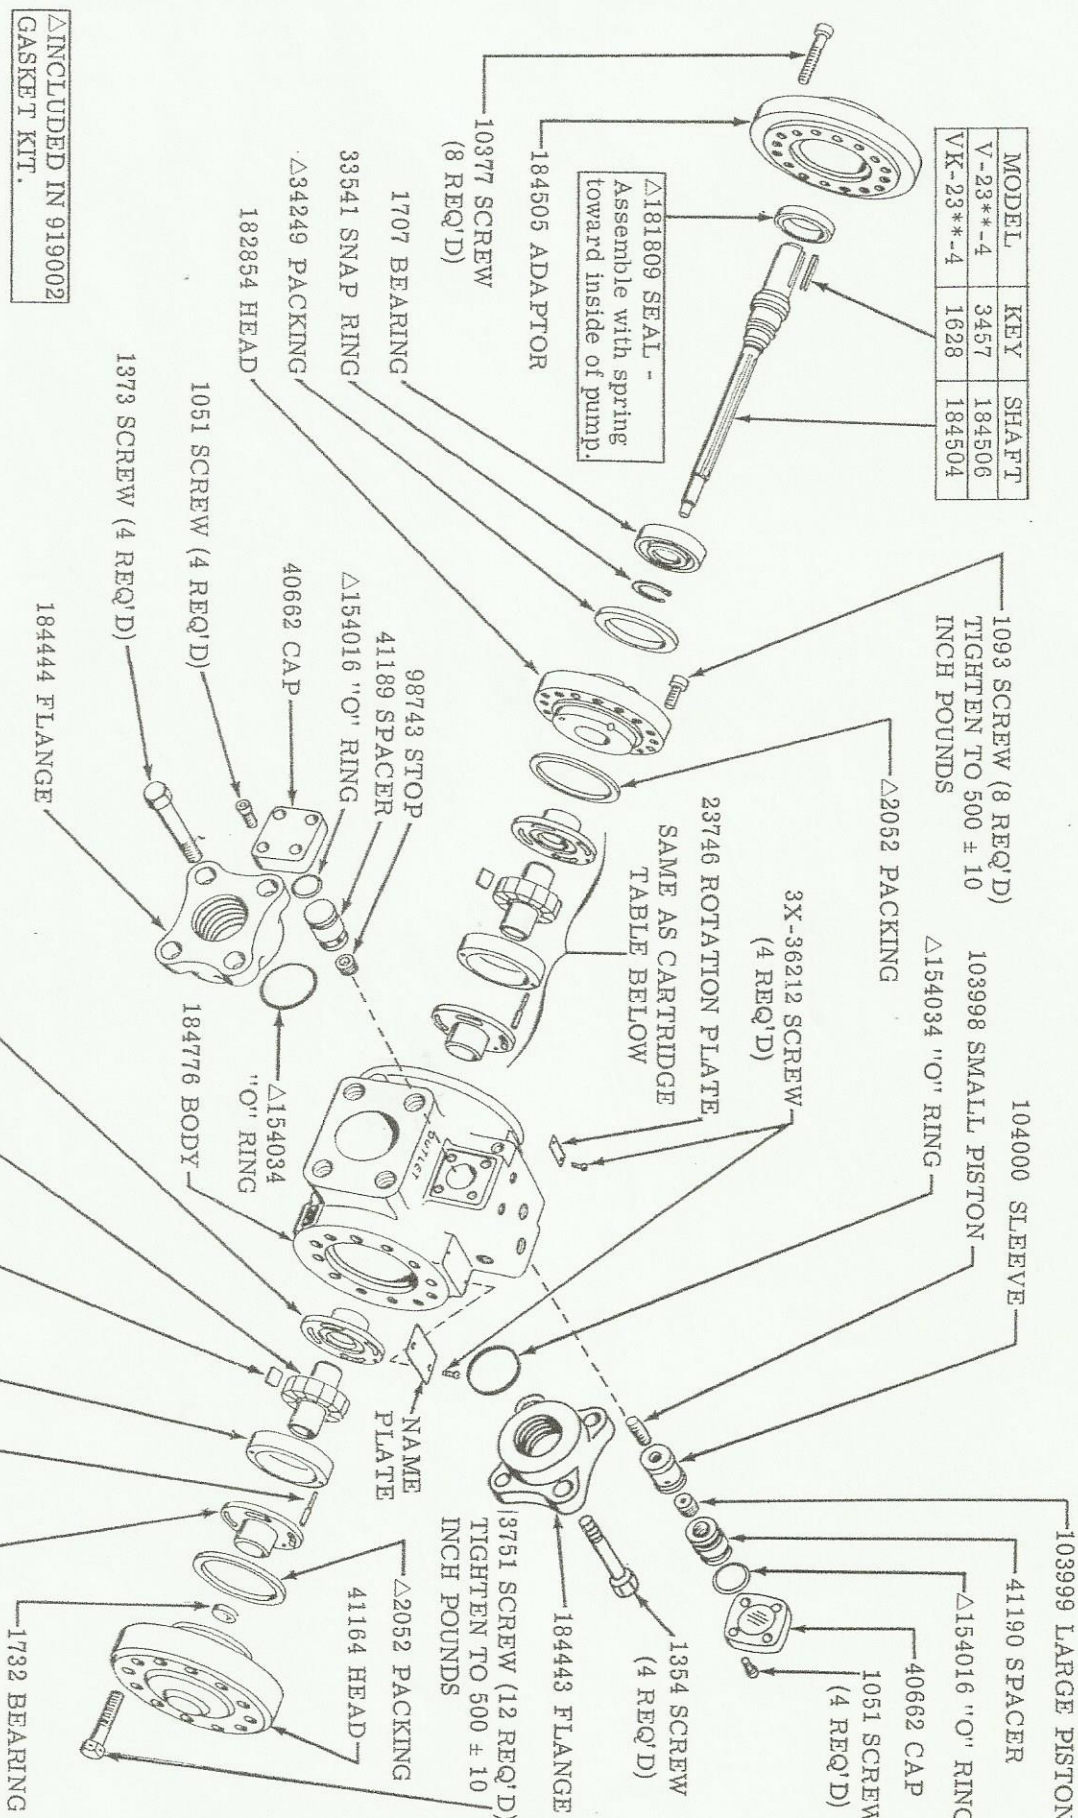 MODEL KEY SHAFT
V-23**-4 3457 184506
VK-23**-4 1628 184504
△181809 SEAL -
Assemble with spring
toward inside of pump.
184505 ADAPTOR
10377 SCREW
(8 REQ'D)
1707 BEARING
33541 SNAP RING
△34249 PACKING
182854 HEAD
△INCLUDED IN 919002
GASKET KIT.
1093 SCREW (8 REQ'D)
TIGHTEN TO 500 ± 10
INCH POUNDS
△2052 PACKING
23746 ROTATION PLATE
SAME AS CARTRIDGE
TABLE BELOW
3X-36212 SCREW
(4 REQ'D)
98743 STOP
41189 SPACER
△154016 "O" RING
40662 CAP
1051 SCREW (4 REQ'D)
1373 SCREW (4 REQ'D)
184444 FLANGE
104000 SLEEVE
103998 SMALL PISTON
△154034 "O" RING
△154034
"O" RING
184776 BODY
OUTLET
NAME
PLATE
103999 LARGE PISTON
41190 SPACER
△154016 "O" RING
40662 CAP
1051 SCREW
(4 REQ'D)
1354 SCREW
(4 REQ'D)
184443 FLANGE
3751 SCREW (12 REQ'D)
TIGHTEN TO 500 ± 10
INCH POUNDS
△2052 PACKING
41164 HEAD
1732 BEARING